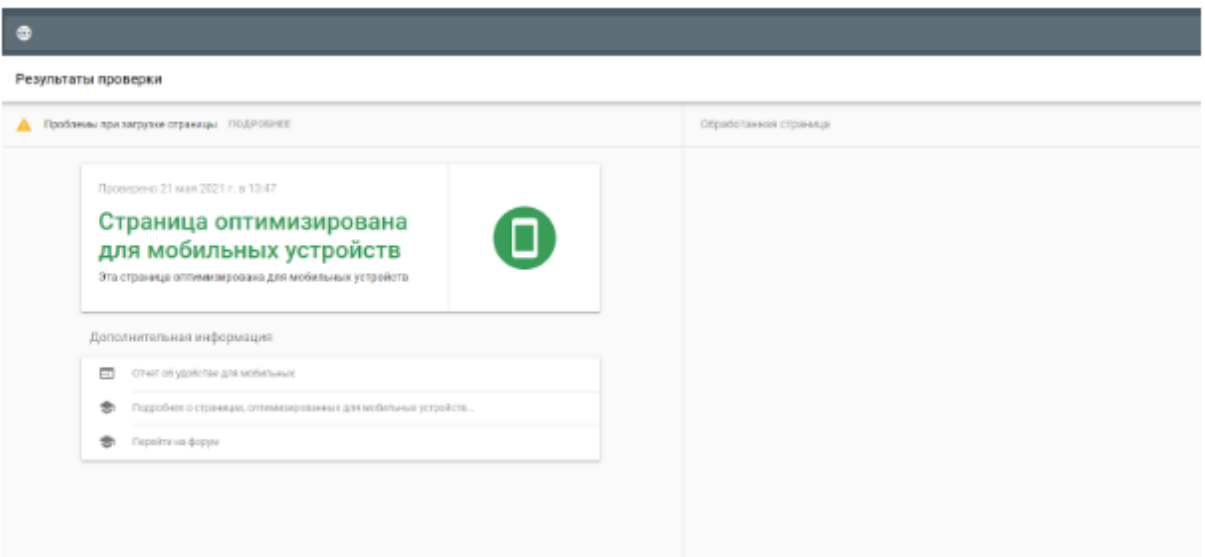 Результаты проверки
Проблемы при загрузке страницы ПОДРОБНЕЕ
Обработанная страница
Проверено 21 мая 2021 г. в 13:47
Страница оптимизирована
для мобильных устройств
Эта страница оптимизирована для мобильных устройств
Дополнительная информация
Отчет об удобстве для мобильных
Подробнее о страницах, оптимизированных для мобильных устройств...
Перейти на форум